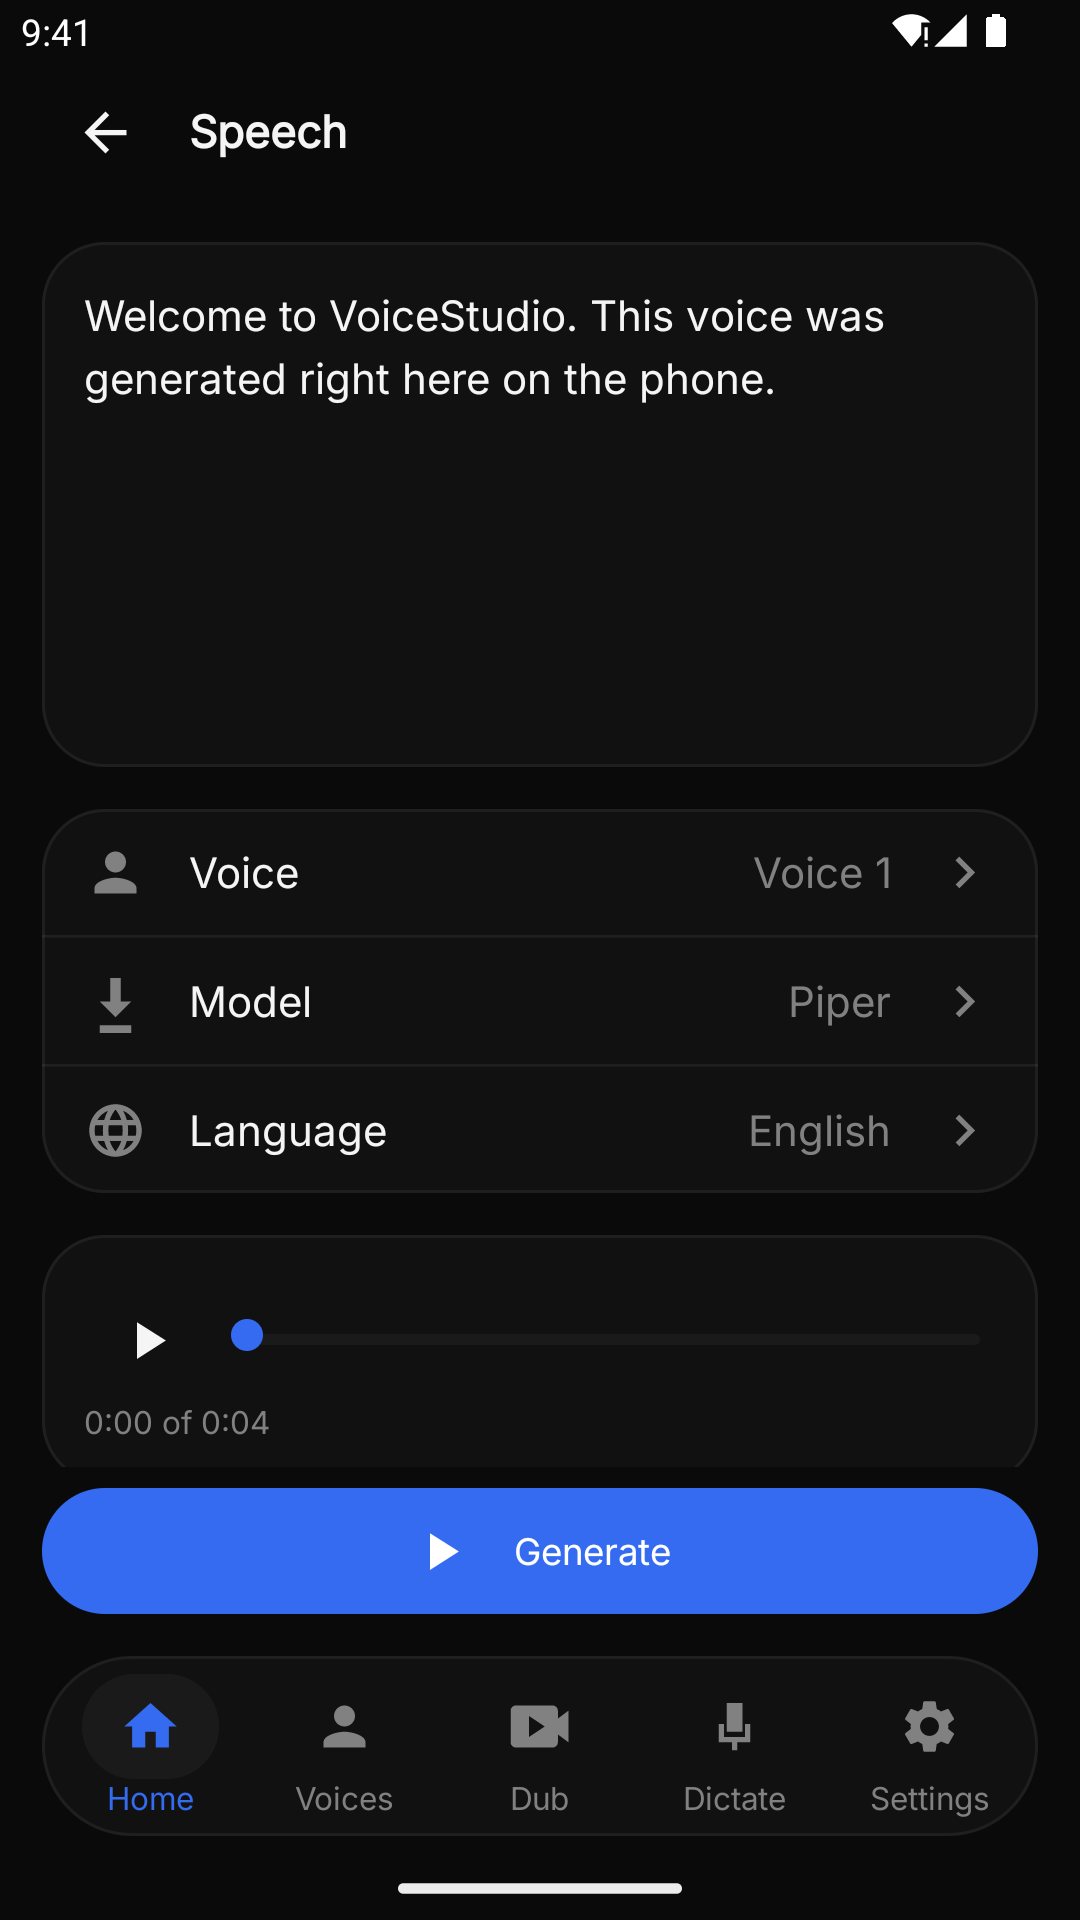 9:41
Speech
Welcome to VoiceStudio. This voice was
generated right here on the phone.
Voice
Voice 1
Model
Piper
Language
English
0:00 of 0:04
Generate
Home
Voices
Dub
Dictate
Settings